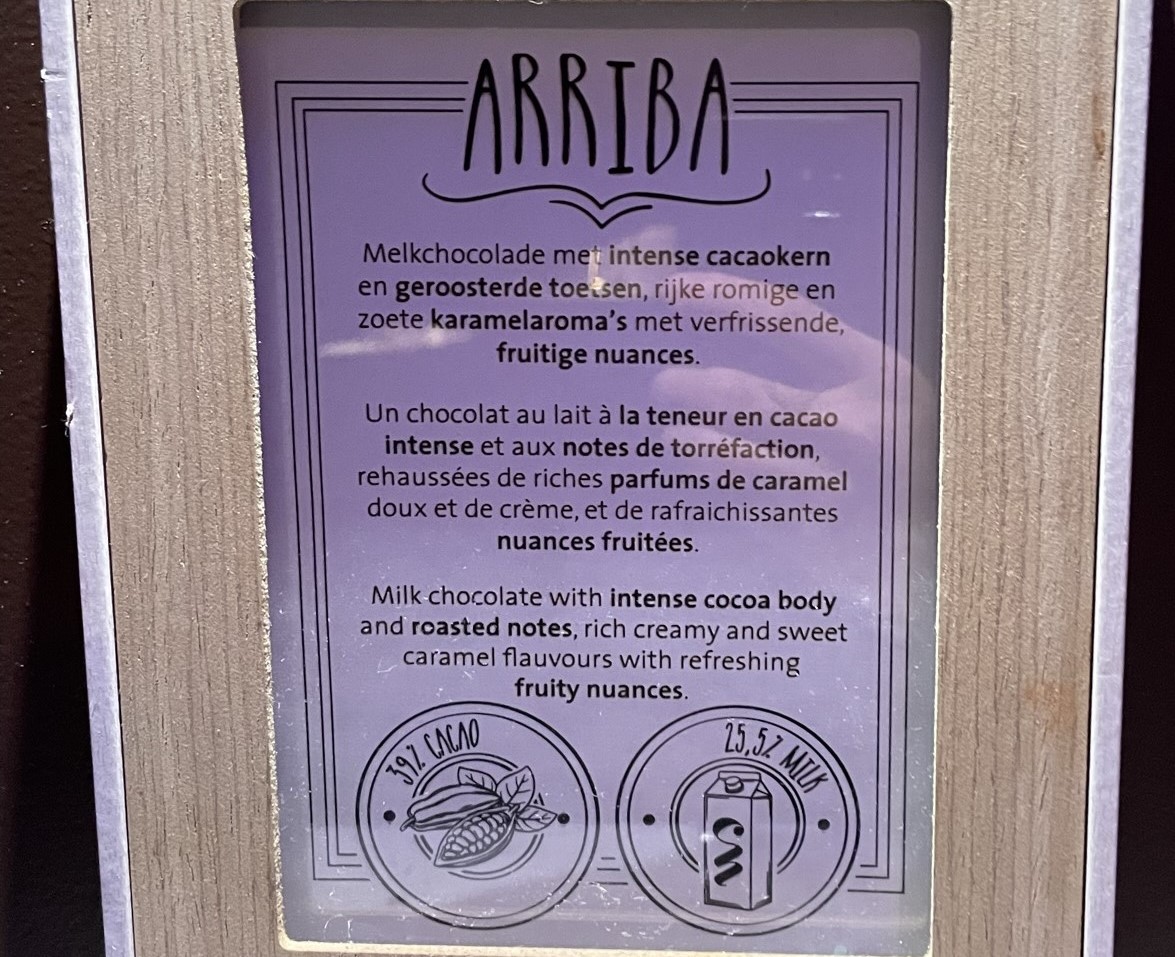 ARRIBA
Melkchocolade met intense cacaokern
en geroosterde toetsen, rijke romige en
zoete karamelaroma's met verfrissende,
fruitige nuances.
Un chocolat au lait à la teneur en cacao
intense et aux notes de torréfaction,
rehaussées de riches parfums de caramel
doux et de crème, et de rafraichissantes
nuances fruitées.
Milk chocolate with intense cocoa body
and roasted notes, rich creamy and sweet
caramel flauvours with refreshing
fruity nuances.
39% CACAO
25,5% MILK